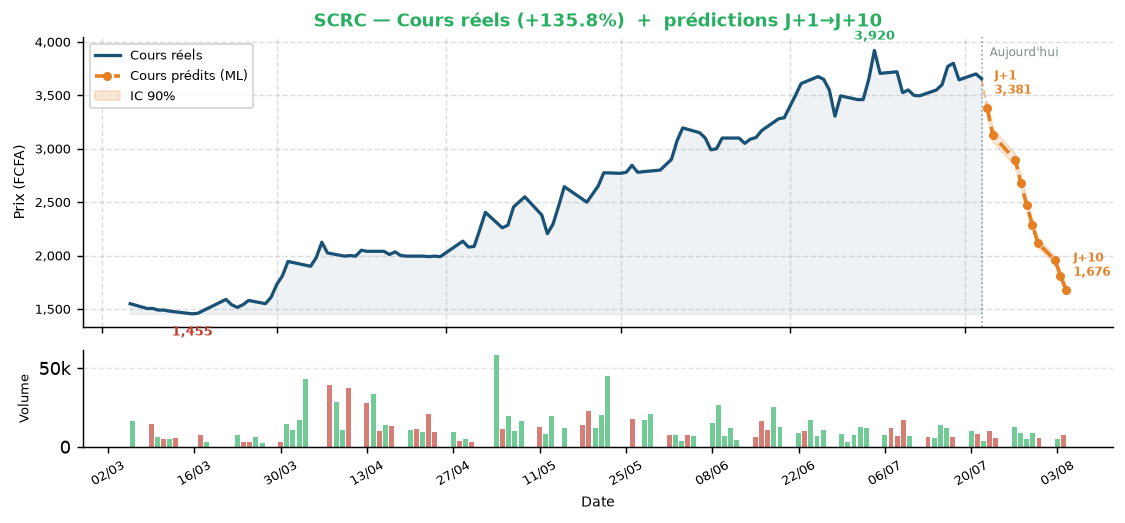 SCRC — Cours réels (+135.8%)  +  prédictions J+1→J+10
3,920
Cours réels
Cours prédits (ML)
IC 90%
Aujourd'hui
J+1
3,381
J+10
1,676
1,455
Prix (FCFA)
4,000
3,500
3,000
2,500
2,000
1,500
Volume
50k
0
02/03 16/03 30/03 13/04 27/04 11/05 25/05 08/06 22/06 06/07 20/07 03/08
Date